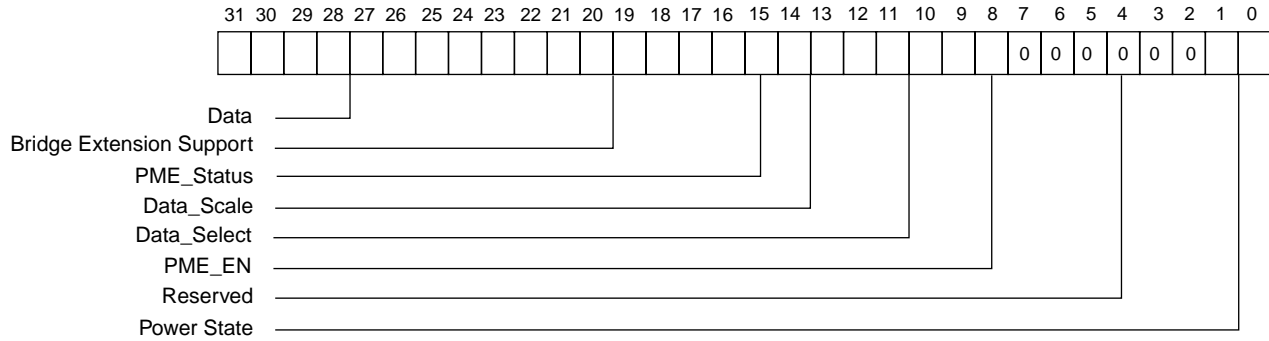 31 30 29 28 27 26 25 24 23 22 21 20 19 18 17 16 15 14 13 12 11 10 9 8 7 6 5 4 3 2 1 0
0 0 0 0 0 0
Data
Bridge Extension Support
PME_Status
Data_Scale
Data_Select
PME_EN
Reserved
Power State